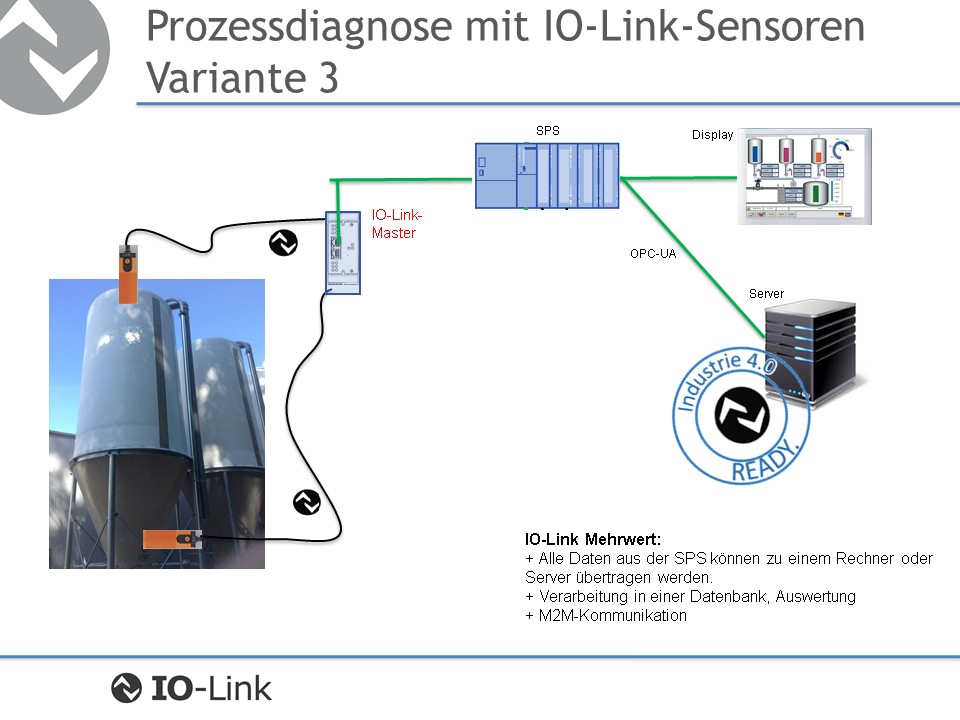 Prozessdiagnose mit IO-Link-Sensoren
Variante 3
SPS
Display
IO-Link-
Master
OPC-UA
Server
Industrie 4.0
READY.
IO-Link Mehrwert:
+ Alle Daten aus der SPS können zu einem Rechner oder
Server übertragen werden.
+ Verarbeitung in einer Datenbank, Auswertung
+ M2M-Kommunikation
IO-Link